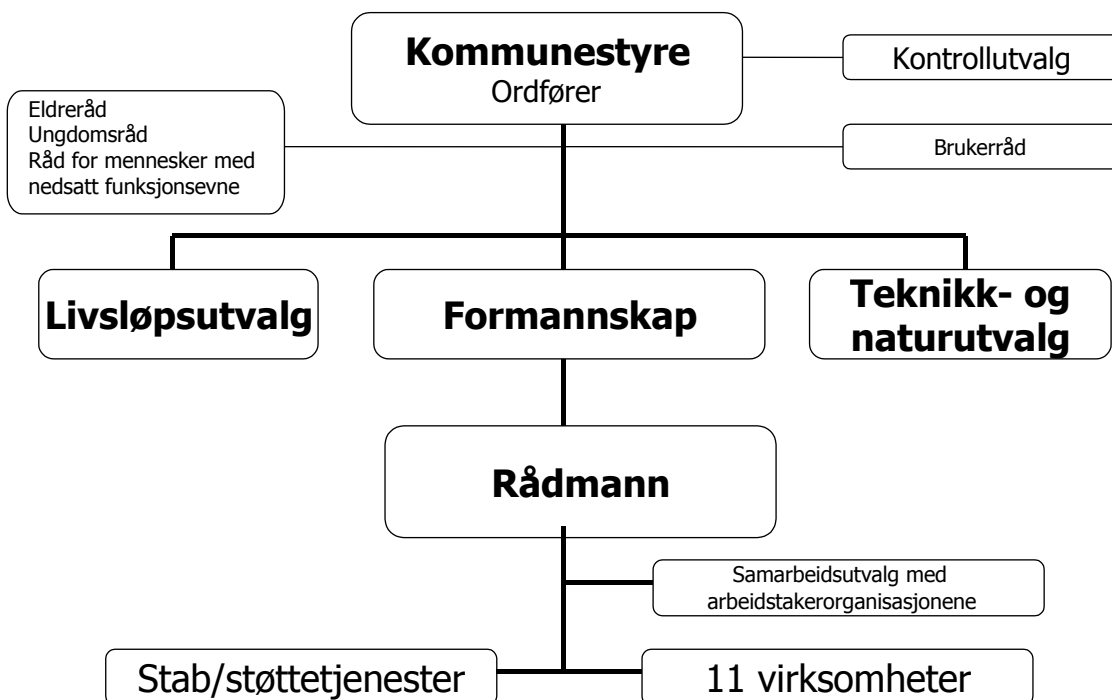 Kommunestyre
Ordfører
Kontrollutvalg
Eldreråd
Ungdomsråd
Råd for mennesker med
nedsatt funksjonsevne
Brukerråd
Livsløpsutvalg
Formannskap
Teknikk- og
naturutvalg
Rådmann
Samarbeidsutvalg med
arbeidstakerorganisasjonene
Stab/støttetjenester
11 virksomheter